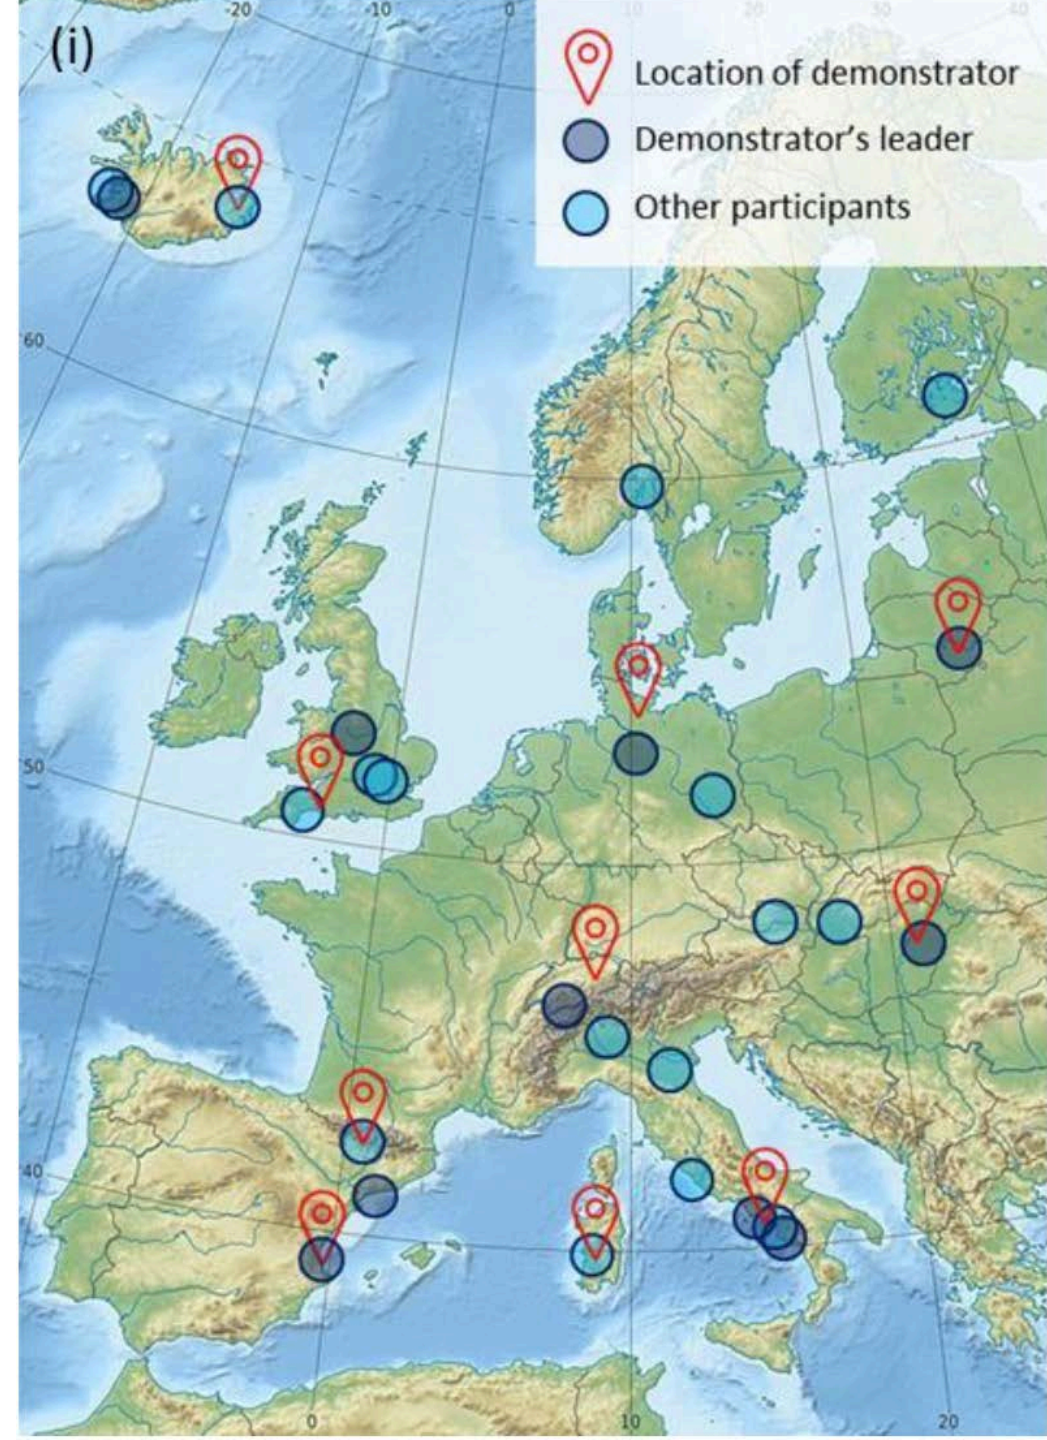 (i)
-20 -10 0 10 20 30 40
Location of demonstrator
Demonstrator's leader
Other participants
60
50
40
0 10 20